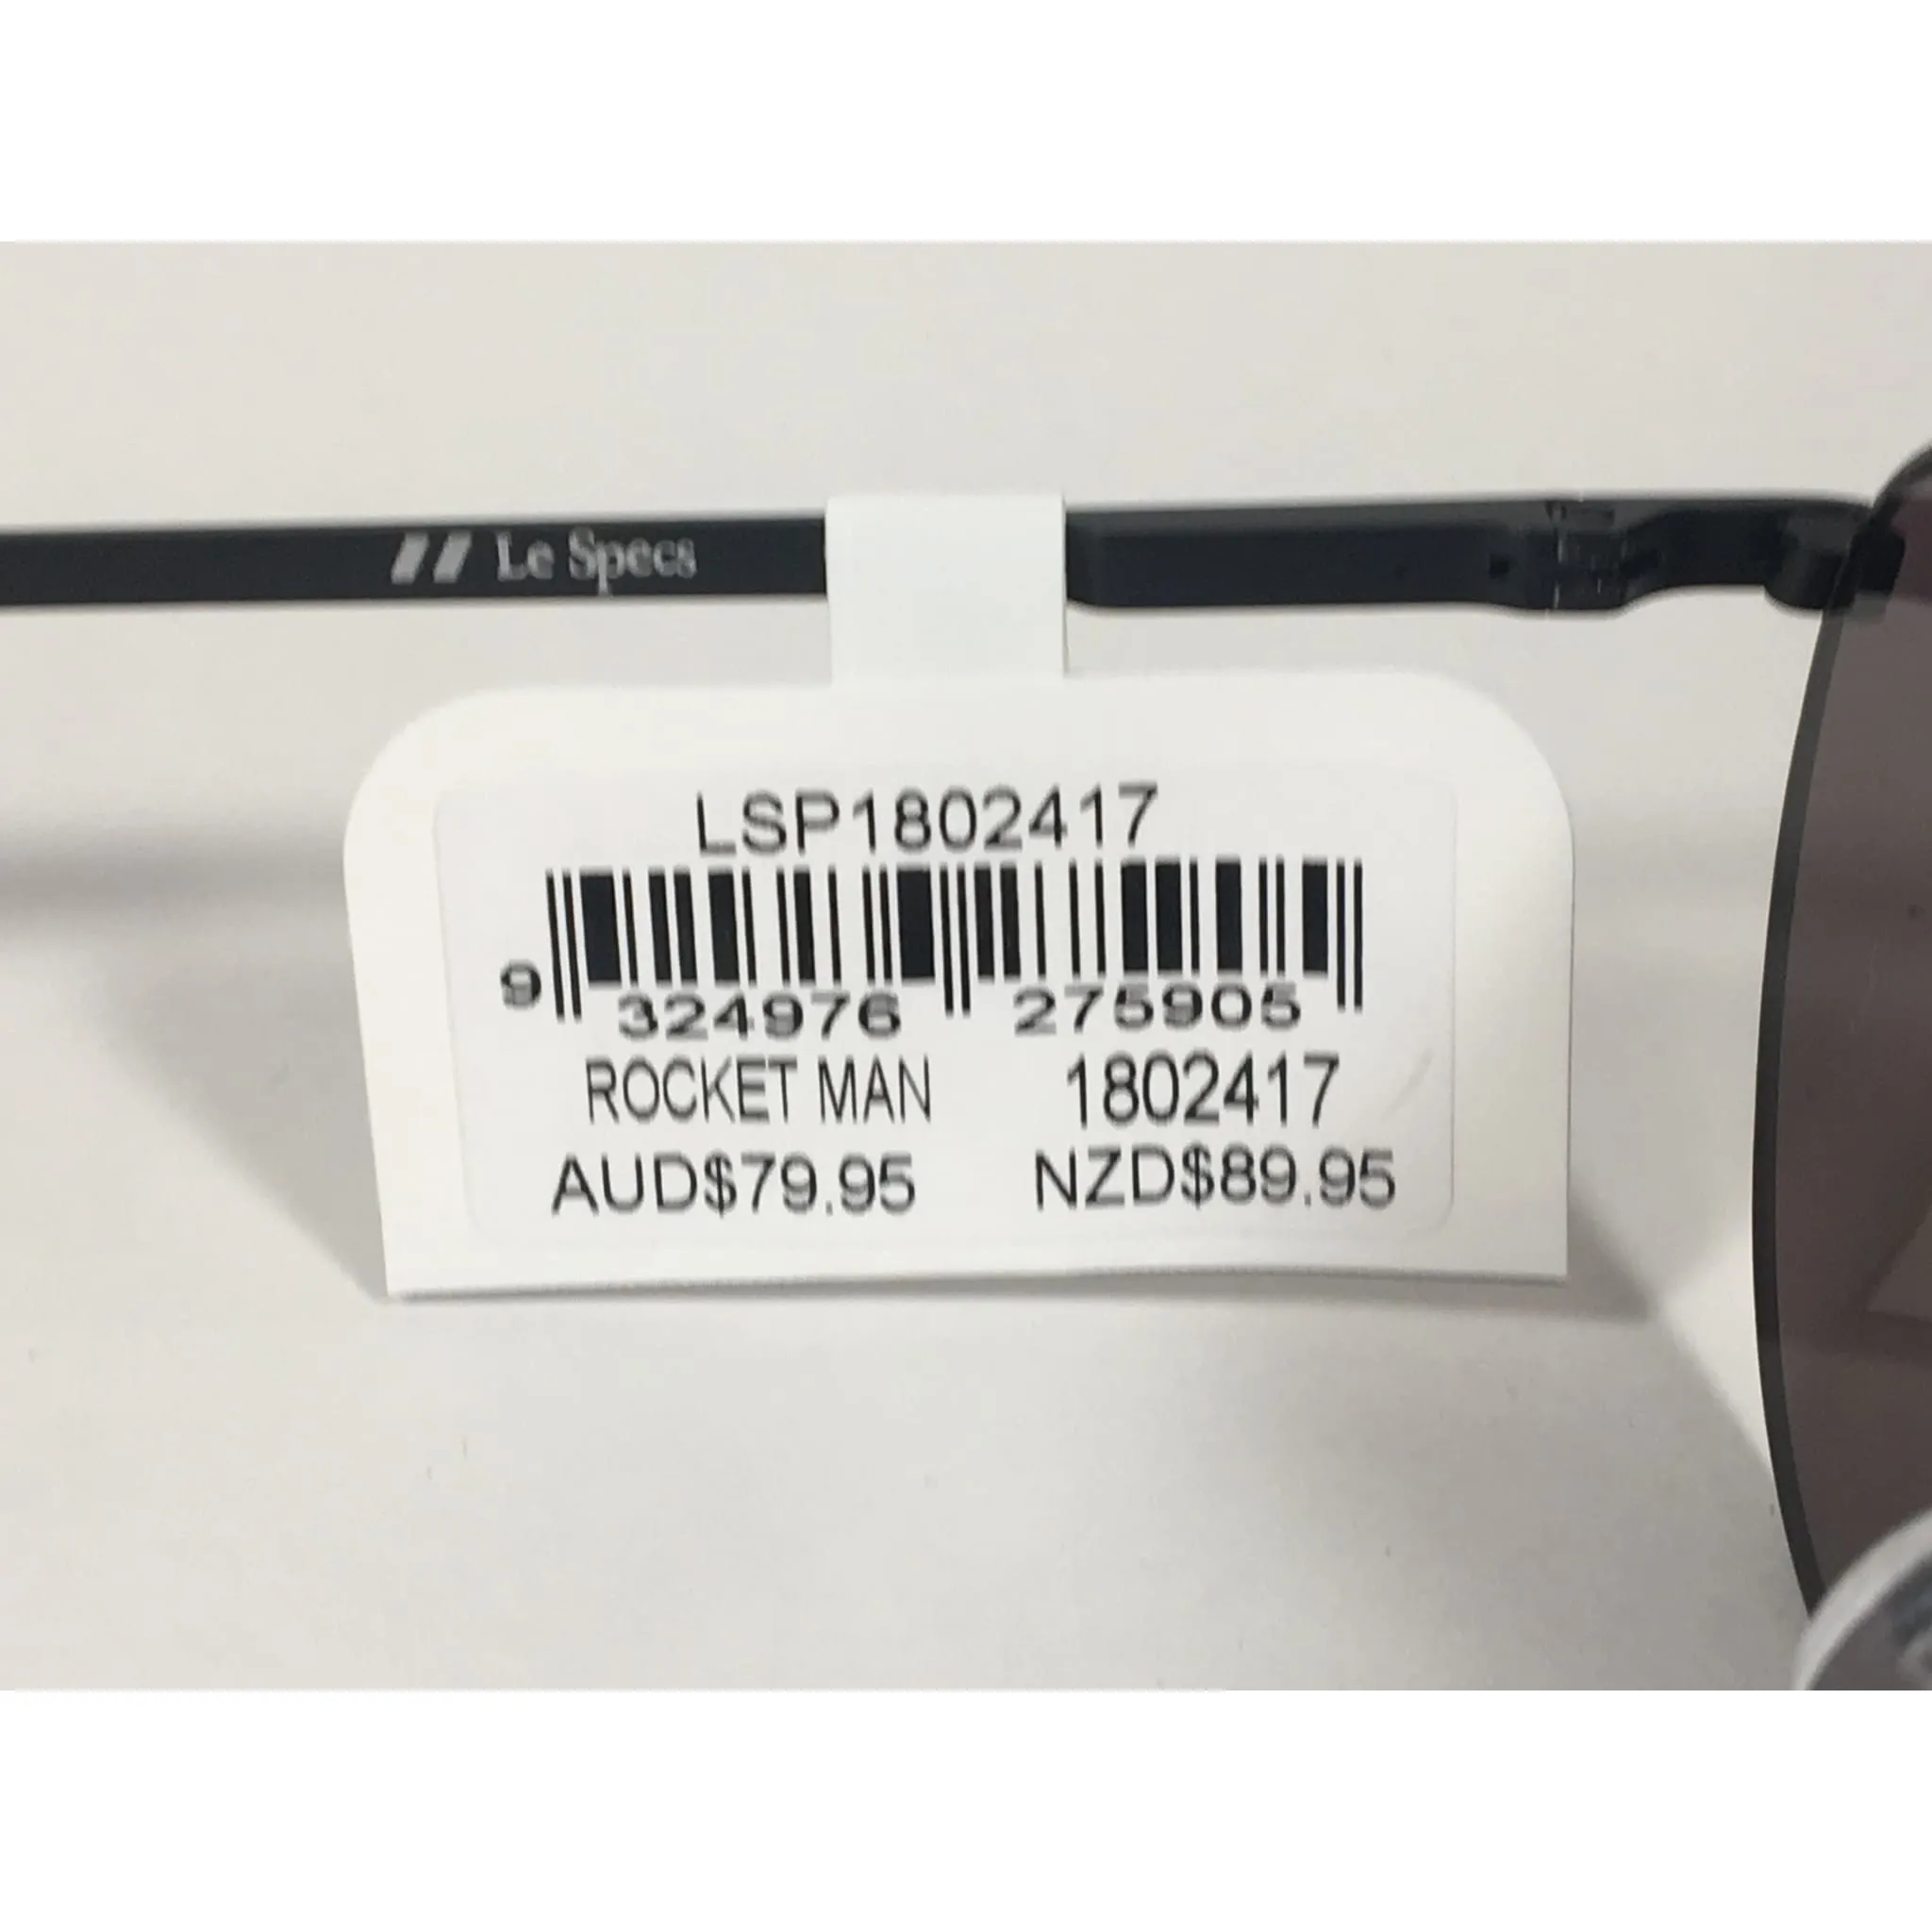 Le Specs
LSP1802417
9 324976 275905
ROCKET MAN 1802417
AUD$79.95 NZD$89.95